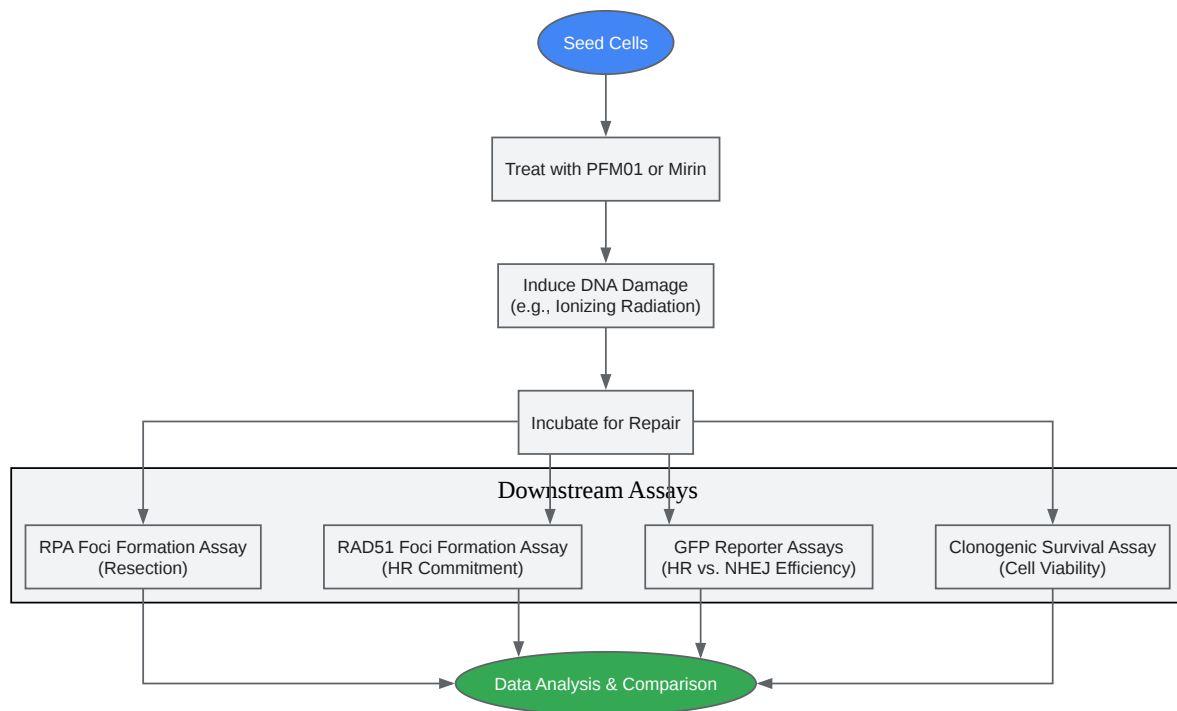 Seed Cells
Treat with PFM01 or Mirin
Induce DNA Damage
(e.g., Ionizing Radiation)
Incubate for Repair
Downstream Assays
RPA Foci Formation Assay
(Resection)
RAD51 Foci Formation Assay
(HR Commitment)
GFP Reporter Assays
(HR vs. NHEJ Efficiency)
Clonogenic Survival Assay
(Cell Viability)
Data Analysis & Comparison